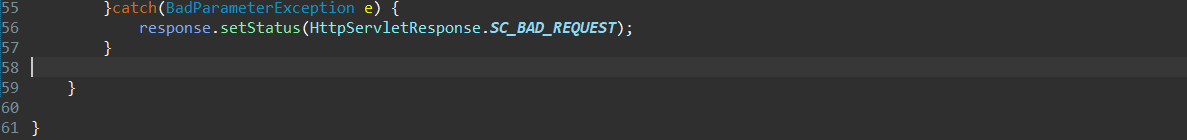 55 }catch(BadParameterException e) {
56 response.setStatus(HttpServletResponse.SC_BAD_REQUEST);
57 }
58
59 }
60
61 }